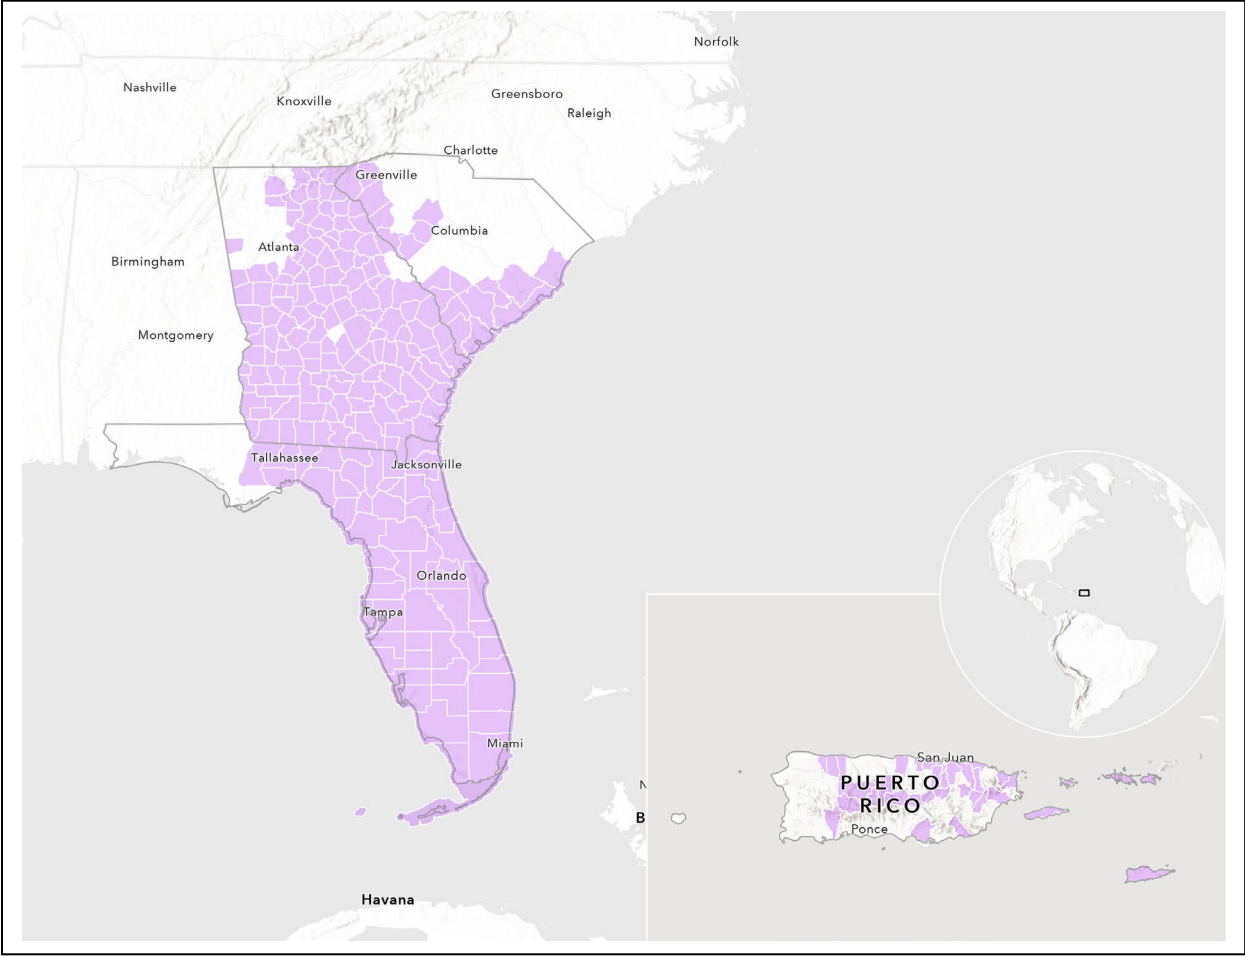 Norfolk
Nashville
Knoxville
Greensboro
Raleigh
Charlotte
Greenville
Columbia
Atlanta
Birmingham
Montgomery
Tallahassee
Jacksonville
Orlando
Tampa
Miami
San Juan
N
PUERTO
RICO
B
Ponce
Havana